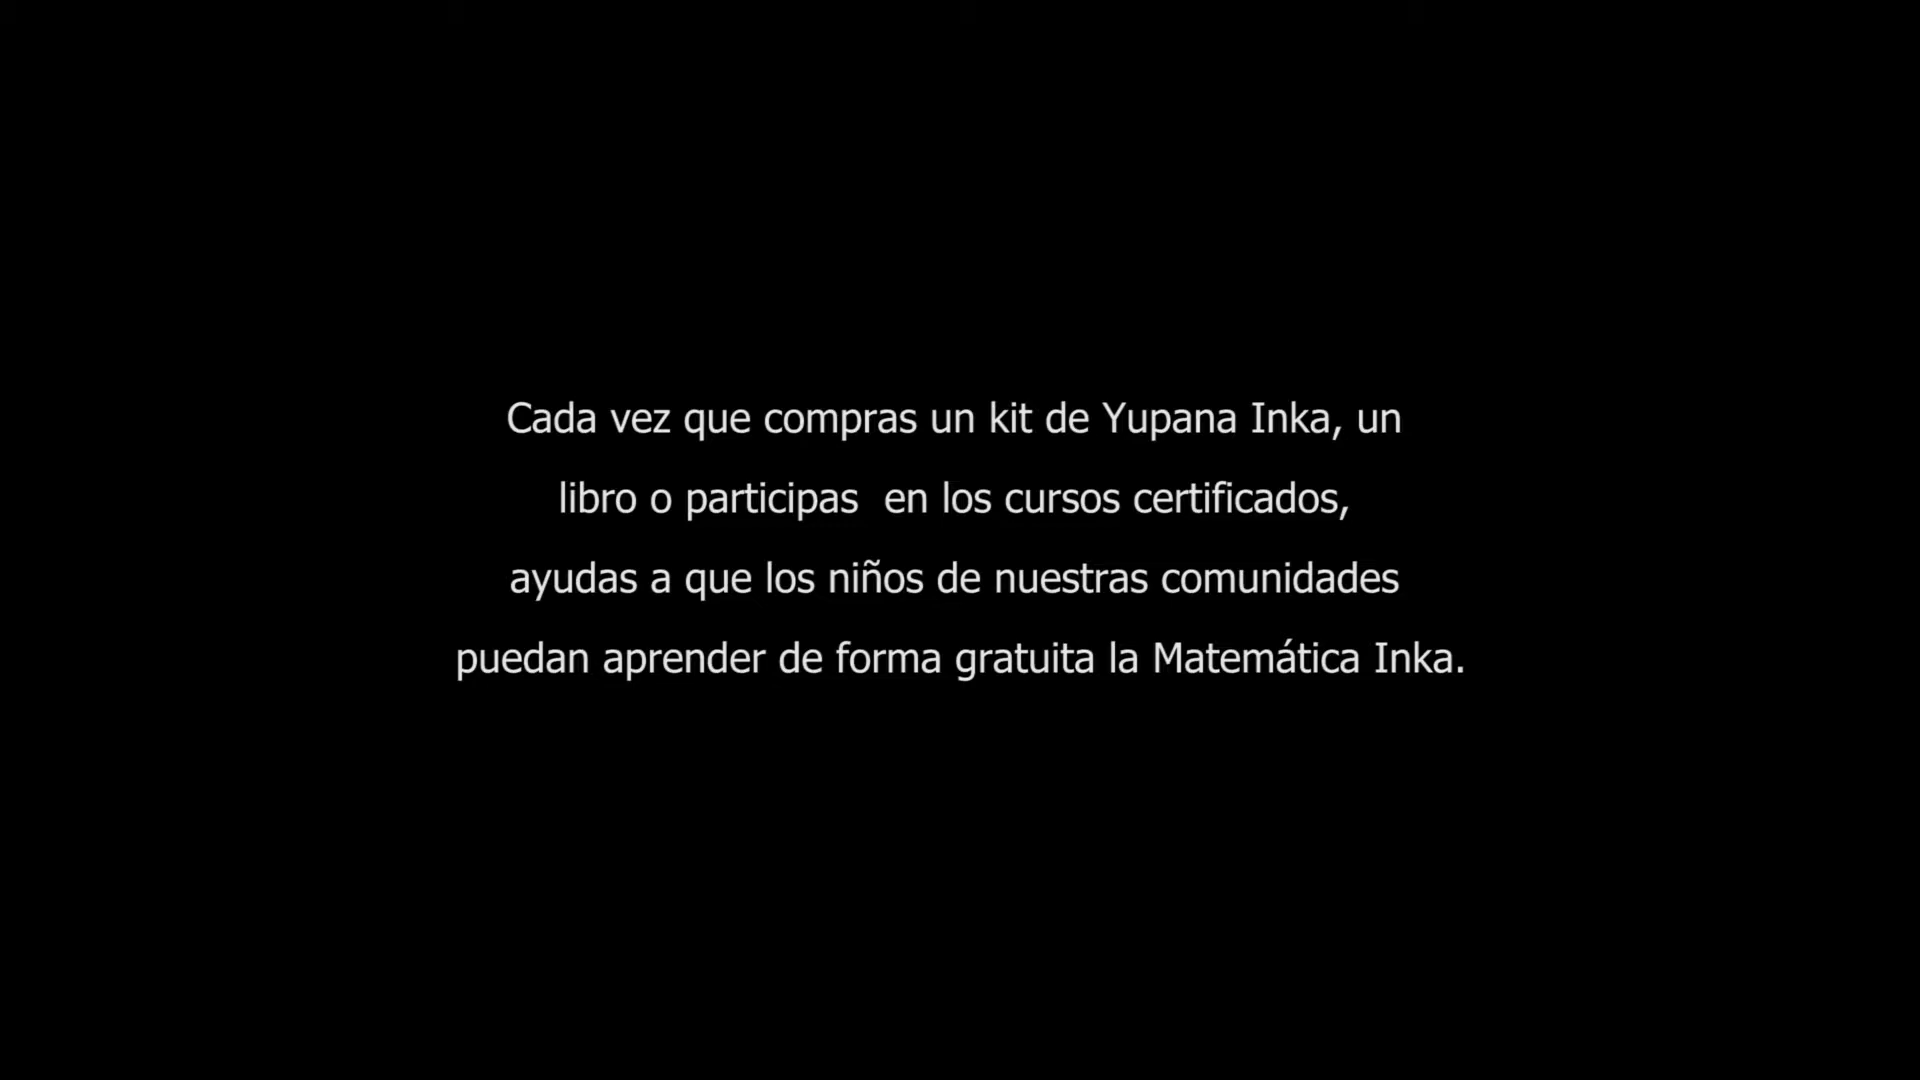 Cada vez que compras un kit de Yupana Inka, un
libro o participas  en los cursos certificados,
ayudas a que los niños de nuestras comunidades
puedan aprender de forma gratuita la Matemática Inka.